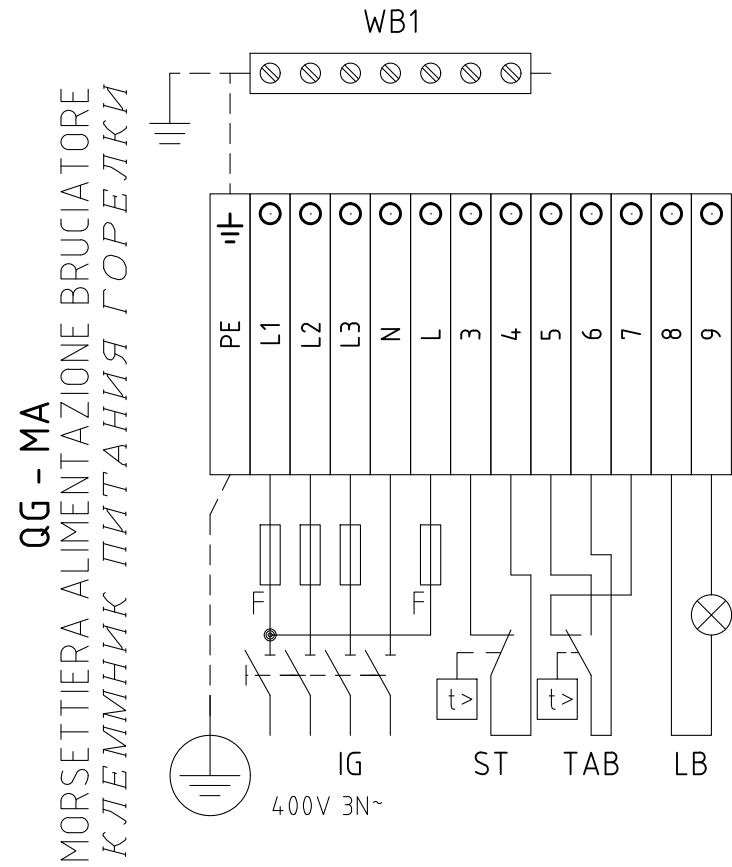 WB1
QG - MA
MORSETTIERA ALIMENTAZIONE BRUCIATORE
КЛЕММНИК ПИТАНИЯ ГОРЕЛКИ
PE L1 L2 L3 N L 3 4 5 6 7 8 9
F F
t> t>
IG ST TAB LB
400V 3N~